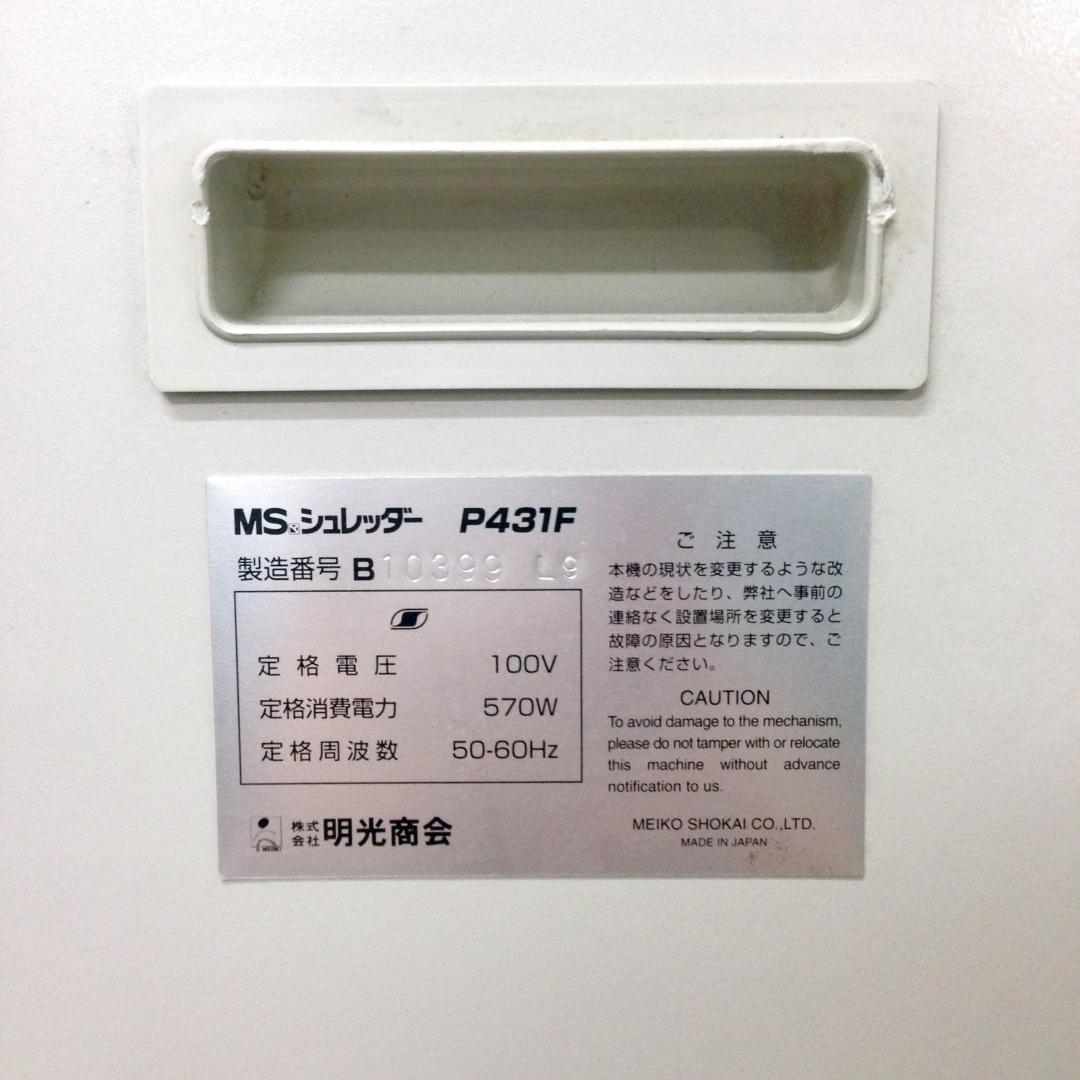 MSシュレッダー P431F
製造番号 B10399 L9
定格電圧 100V
定格消費電力 570W
定格周波数 50-60Hz
株式会社 明光商会
ご注意
本機の現状を変更するような改
造などをしたり、弊社へ事前の
連絡なく設置場所を変更すると
故障の原因となりますので、ご
注意ください。
CAUTION
To avoid damage to the mechanism,
please do not tamper with or relocate
this machine without advance
notification to us.
MEIKO SHOKAI CO.,LTD.
MADE IN JAPAN